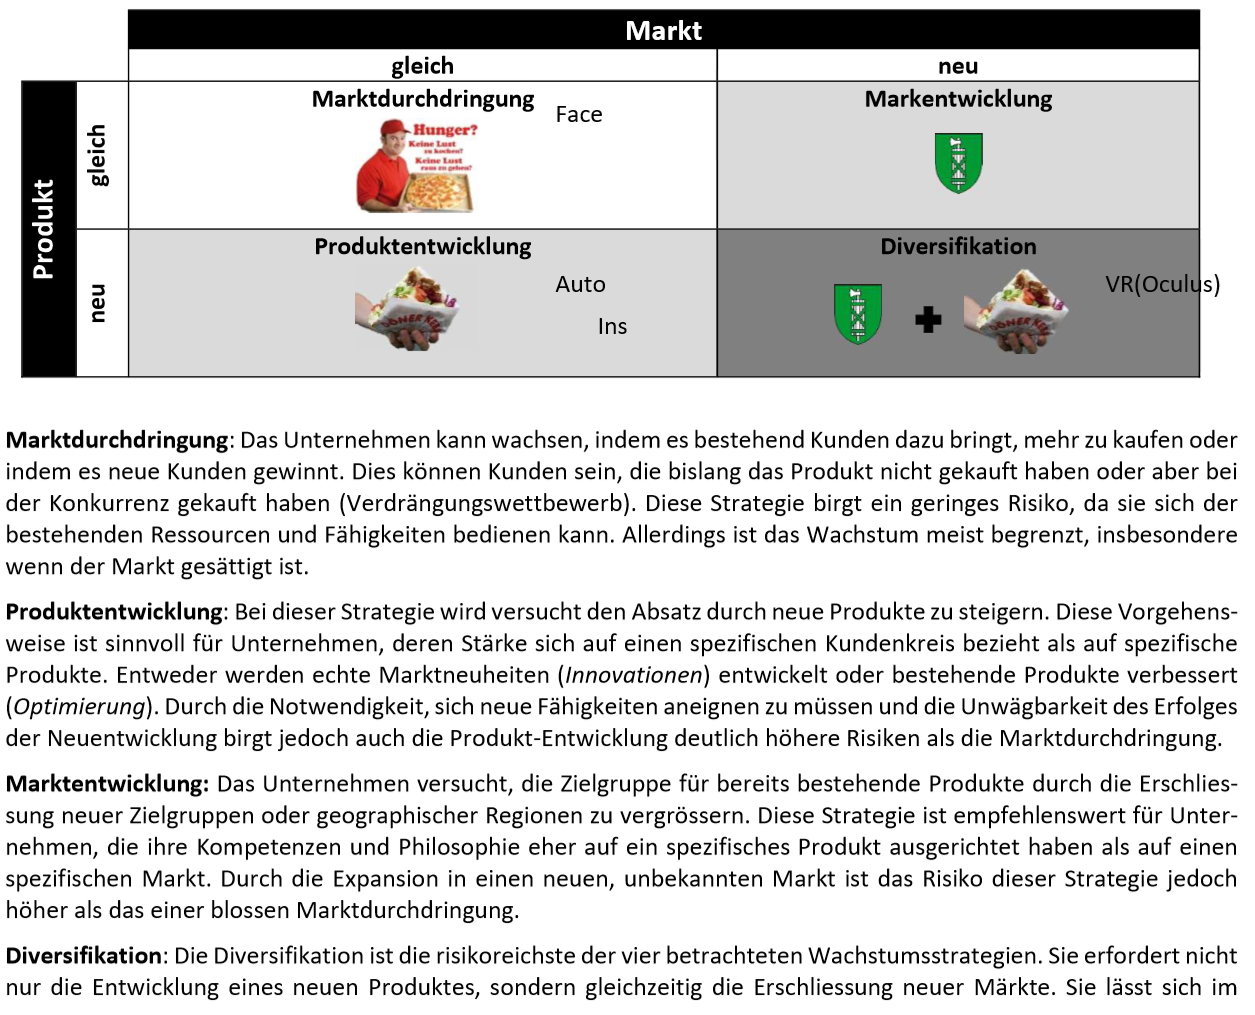 Markt
gleich neu
Produkt
gleich
Marktdurchdringung
Face
Hunger?
Keine Lust
zu kochen?
Keine Lust
raus zu gehen?
Markentwicklung
neu
Produktentwicklung
DÖNER KEBAP
Auto
Ins
Diversifikation
DÖNER KEBAP
VR(Oculus)
Marktdurchdringung: Das Unternehmen kann wachsen, indem es bestehend Kunden dazu bringt, mehr zu kaufen oder
indem es neue Kunden gewinnt. Dies können Kunden sein, die bislang das Produkt nicht gekauft haben oder aber bei
der Konkurrenz gekauft haben (Verdrängungswettbewerb). Diese Strategie birgt ein geringes Risiko, da sie sich der
bestehenden Ressourcen und Fähigkeiten bedienen kann. Allerdings ist das Wachstum meist begrenzt, insbesondere
wenn der Markt gesättigt ist.
Produktentwicklung: Bei dieser Strategie wird versucht den Absatz durch neue Produkte zu steigern. Diese Vorgehens-
weise ist sinnvoll für Unternehmen, deren Stärke sich auf einen spezifischen Kundenkreis bezieht als auf spezifische
Produkte. Entweder werden echte Marktneuheiten (Innovationen) entwickelt oder bestehende Produkte verbessert
(Optimierung). Durch die Notwendigkeit, sich neue Fähigkeiten aneignen zu müssen und die Unwägbarkeit des Erfolges
der Neuentwicklung birgt jedoch auch die Produkt-Entwicklung deutlich höhere Risiken als die Marktdurchdringung.
Marktentwicklung: Das Unternehmen versucht, die Zielgruppe für bereits bestehende Produkte durch die Erschlies-
sung neuer Zielgruppen oder geographischer Regionen zu vergrössern. Diese Strategie ist empfehlenswert für Unter-
nehmen, die ihre Kompetenzen und Philosophie eher auf ein spezifisches Produkt ausgerichtet haben als auf einen
spezifischen Markt. Durch die Expansion in einen neuen, unbekannten Markt ist das Risiko dieser Strategie jedoch
höher als das einer blossen Marktdurchdringung.
Diversifikation: Die Diversifikation ist die risikoreichste der vier betrachteten Wachstumsstrategien. Sie erfordert nicht
nur die Entwicklung eines neuen Produktes, sondern gleichzeitig die Erschliessung neuer Märkte. Sie lässt sich im